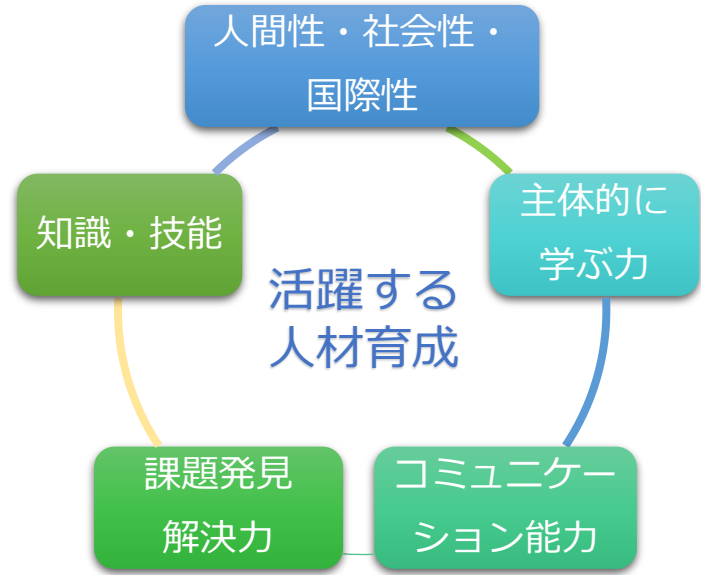 人間性・社会性・
国際性
知識・技能
主体的に
学ぶ力
活躍する
人材育成
課題発見
解決力
コミュニケー
ション能力